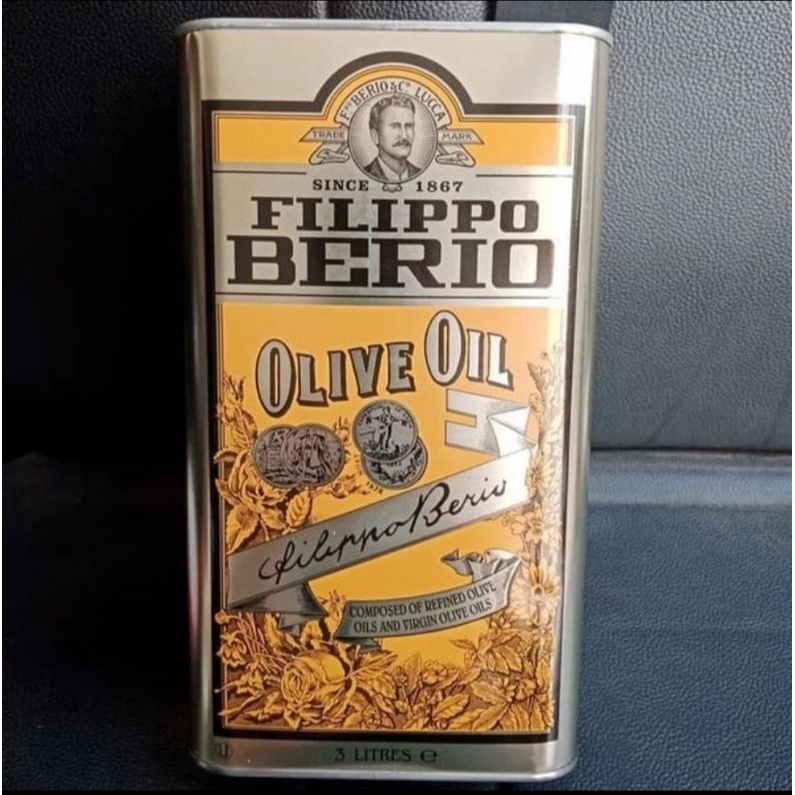 F.lli BERIO & Co. LUCCA
TRADE MARK
SINCE 1867
FILIPPO
BERIO
OLIVE OIL
Filippo Berio
COMPOSED OF REFINED OLIVE
OILS AND VIRGIN OLIVE OILS
3 LITRES ℮